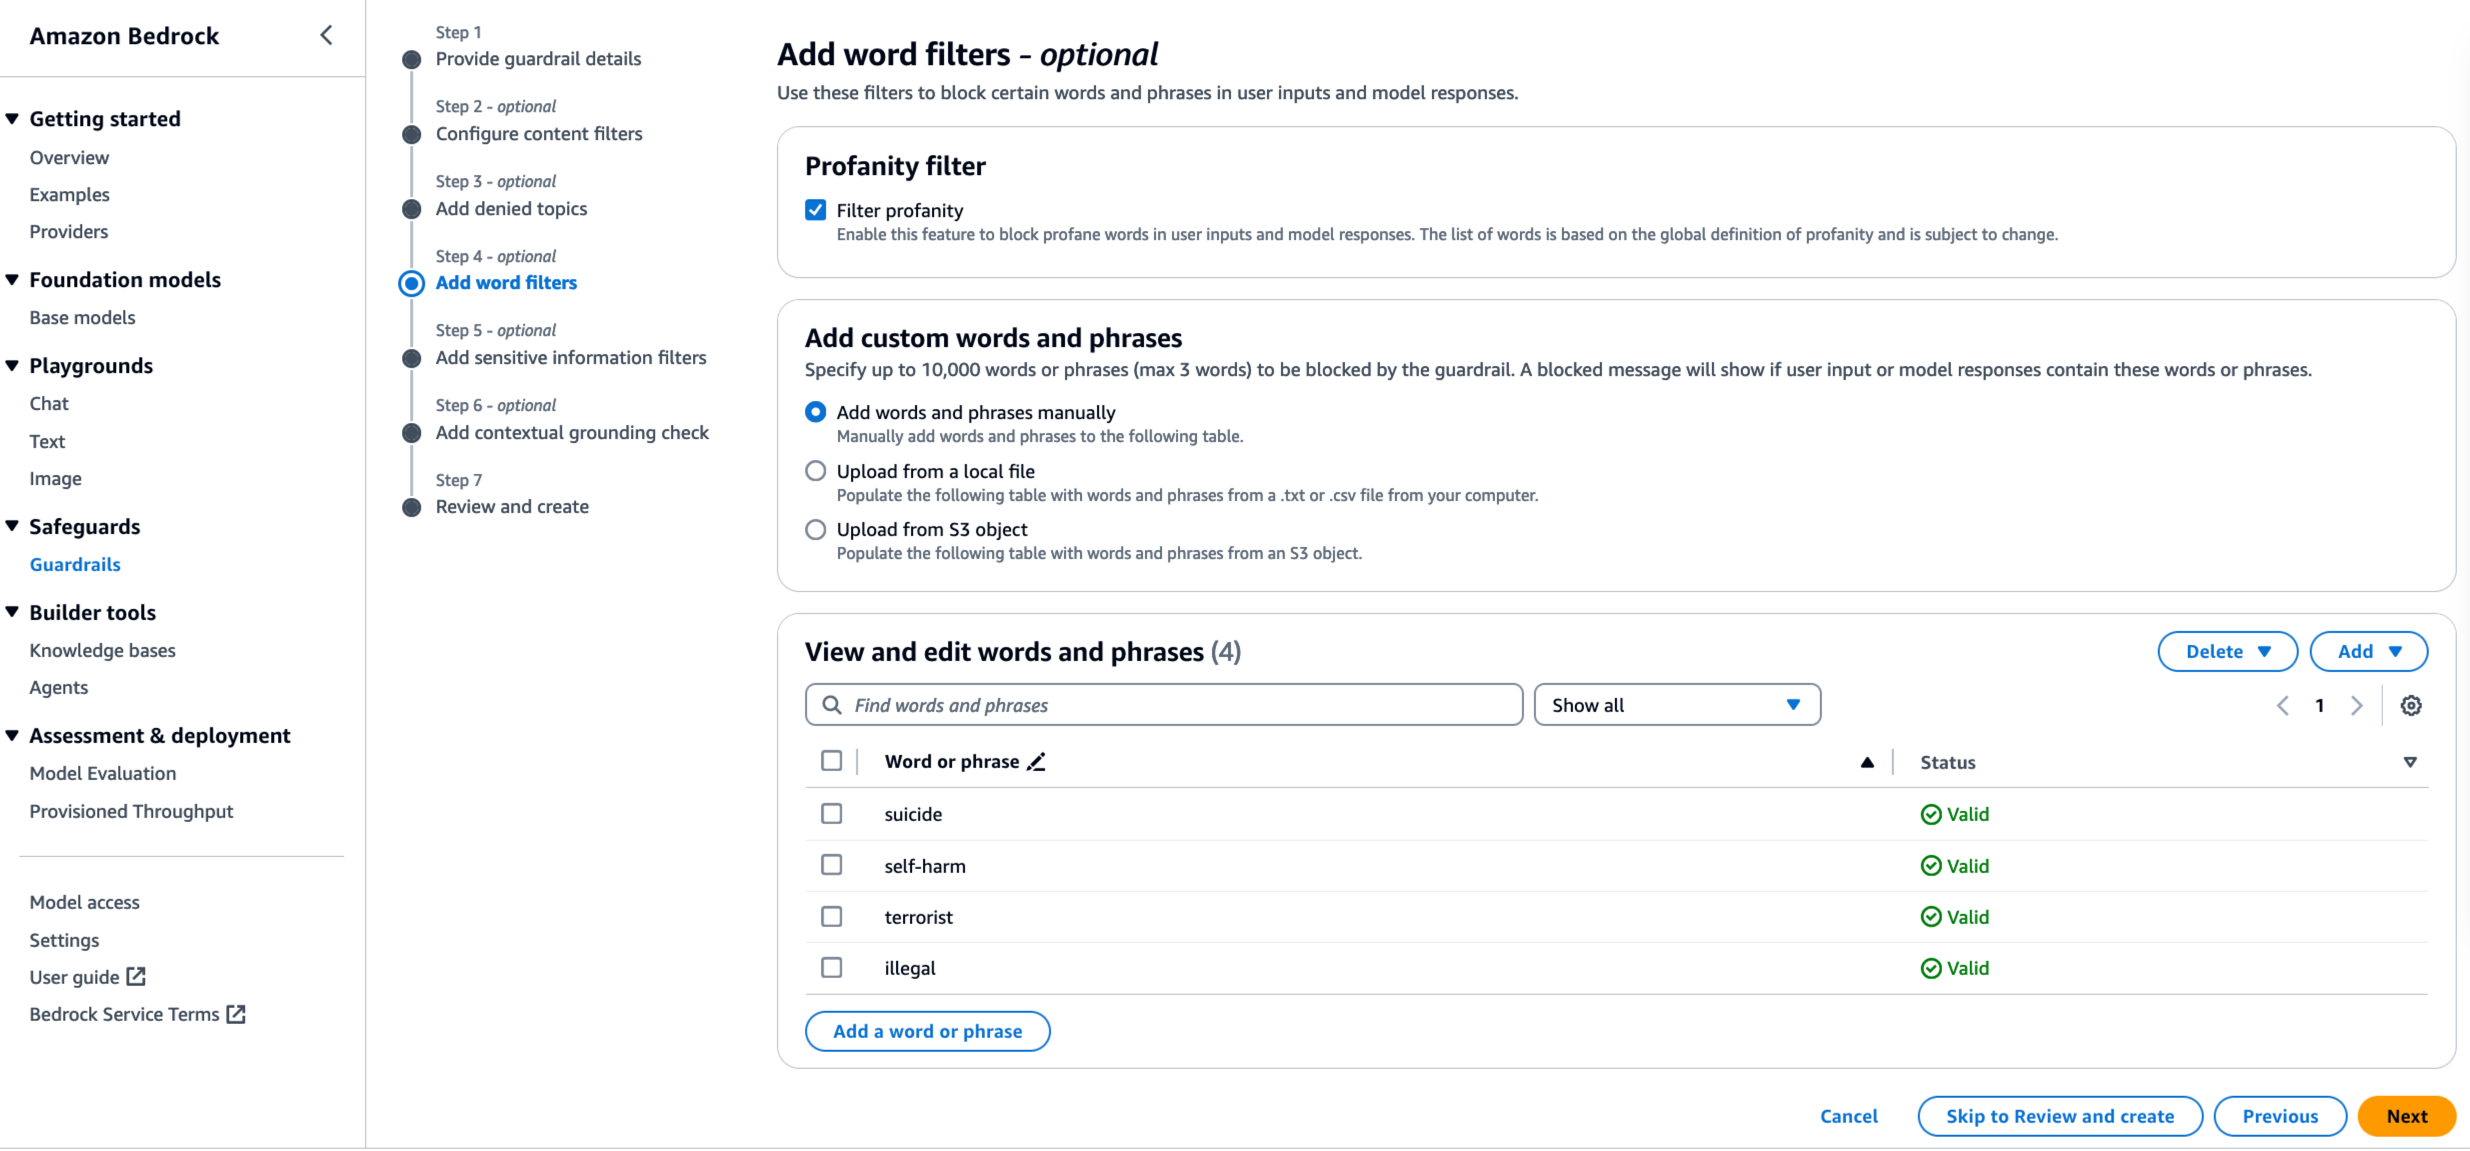 Amazon Bedrock
Getting started
Overview
Examples
Providers
Foundation models
Base models
Playgrounds
Chat
Text
Image
Safeguards
Guardrails
Builder tools
Knowledge bases
Agents
Assessment & deployment
Model Evaluation
Provisioned Throughput
Model access
Settings
User guide
Bedrock Service Terms
Step 1
Provide guardrail details
Step 2 - optional
Configure content filters
Step 3 - optional
Add denied topics
Step 4 - optional
Add word filters
Step 5 - optional
Add sensitive information filters
Step 6 - optional
Add contextual grounding check
Step 7
Review and create
Add word filters - optional
Use these filters to block certain words and phrases in user inputs and model responses.
Profanity filter
Filter profanity
Enable this feature to block profane words in user inputs and model responses. The list of words is based on the global definition of profanity and is subject to change.
Add custom words and phrases
Specify up to 10,000 words or phrases (max 3 words) to be blocked by the guardrail. A blocked message will show if user input or model responses contain these words or phrases.
Add words and phrases manually
Manually add words and phrases to the following table.
Upload from a local file
Populate the following table with words and phrases from a .txt or .csv file from your computer.
Upload from S3 object
Populate the following table with words and phrases from an S3 object.
View and edit words and phrases (4)
Delete
Add
Find words and phrases
Show all
1
Word or phrase
Status
suicide
Valid
self-harm
Valid
terrorist
Valid
illegal
Valid
Add a word or phrase
Cancel
Skip to Review and create
Previous
Next